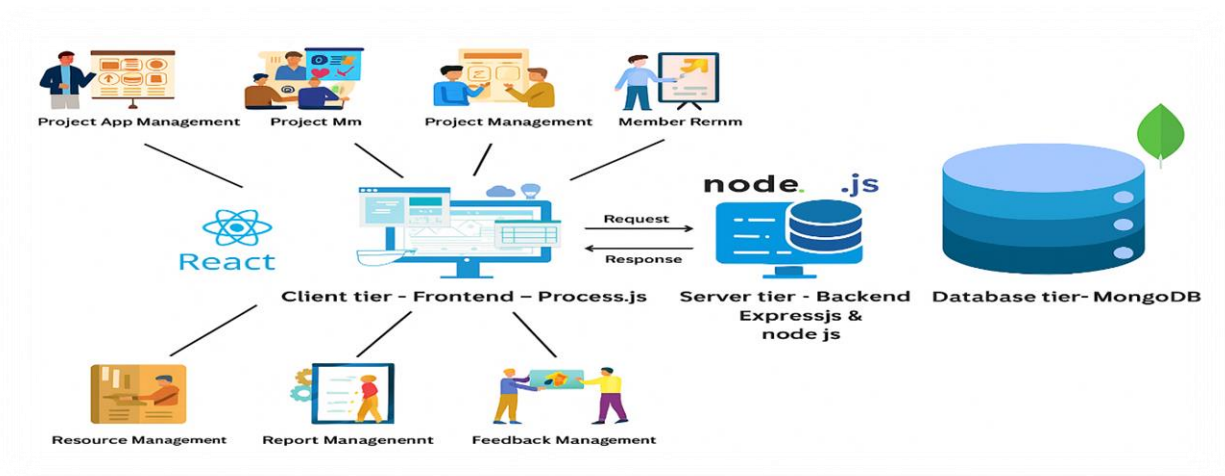 Project App Management
Project Mm
Project Management
Member Rernm
node. .js
React
Request
Response
Client tier - Frontend – Process.js
Server tier - Backend
Expressjs &
node js
Database tier- MongoDB
Resource Management
Report Managenennt
Feedback Management